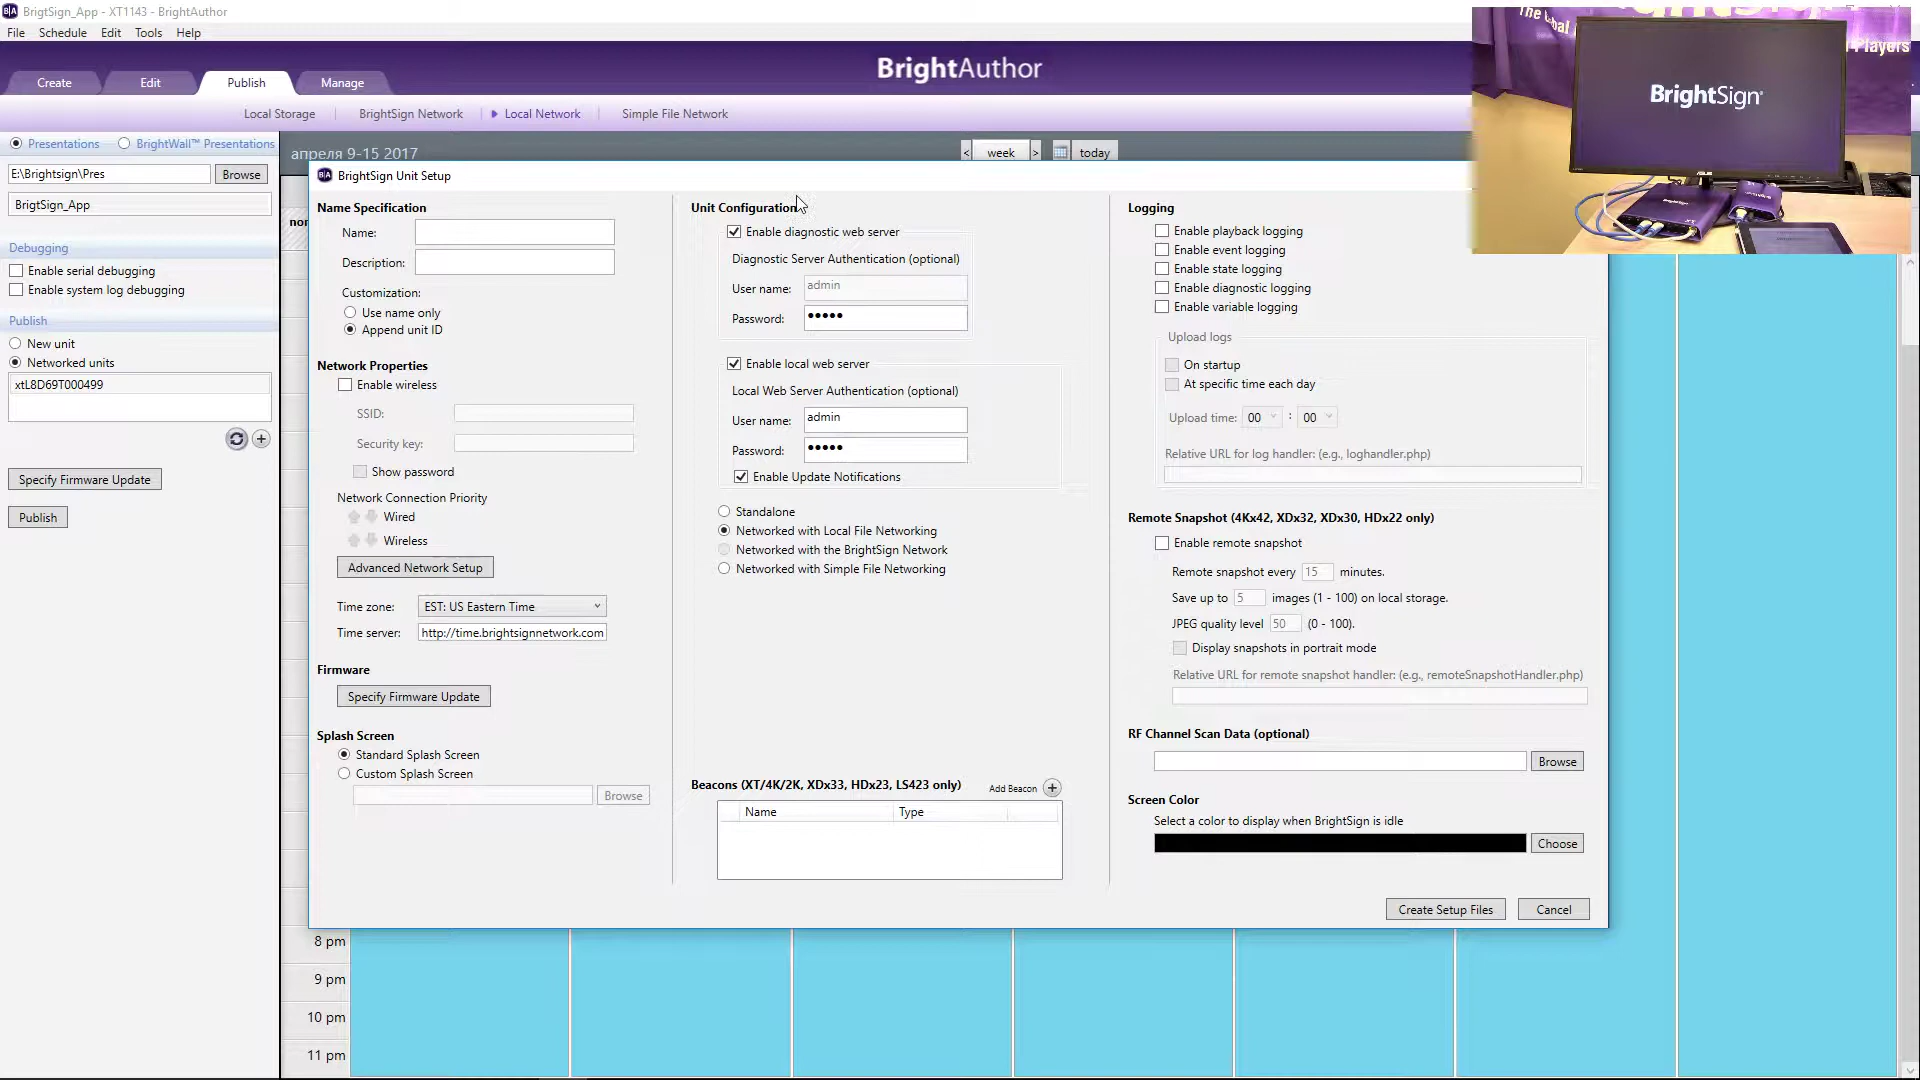 BrigtSign_App - XT1143 - BrightAuthor
File Schedule Edit Tools Help
BrightAuthor
Create Edit Publish Manage
Local Storage BrightSign Network Local Network Simple File Network
Presentations BrightWall™ Presentations
E:\Brightsign\Pres Browse
BrigtSign_App
Debugging
Enable serial debugging
Enable system log debugging
Publish
New unit
Networked units
xtL8D69T000499
Specify Firmware Update
Publish
апреля 9-15 2017
< week > today
BrightSign Unit Setup
Name Specification
Name:
Description:
Customization:
Use name only
Append unit ID
Network Properties
Enable wireless
SSID:
Security key:
Show password
Network Connection Priority
Wired
Wireless
Advanced Network Setup
Time zone: EST: US Eastern Time
Time server: http://time.brightsignnetwork.com
Firmware
Specify Firmware Update
Splash Screen
Standard Splash Screen
Custom Splash Screen
Browse
Unit Configuration
Enable diagnostic web server
Diagnostic Server Authentication (optional)
User name: admin
Password: •••••
Enable local web server
Local Web Server Authentication (optional)
User name: admin
Password: •••••
Enable Update Notifications
Standalone
Networked with Local File Networking
Networked with the BrightSign Network
Networked with Simple File Networking
Beacons (XT/4K/2K, XDx33, HDx23, LS423 only) Add Beacon
Name Type
Logging
Enable playback logging
Enable event logging
Enable state logging
Enable diagnostic logging
Enable variable logging
Upload logs
On startup
At specific time each day
Upload time: 00 : 00
Relative URL for log handler: (e.g., loghandler.php)
Remote Snapshot (4Kx42, XDx32, XDx30, HDx22 only)
Enable remote snapshot
Remote snapshot every 15 minutes.
Save up to 5 images (1 - 100) on local storage.
JPEG quality level 50 (0 - 100).
Display snapshots in portrait mode
Relative URL for remote snapshot handler: (e.g., remoteSnapshotHandler.php)
RF Channel Scan Data (optional)
Browse
Screen Color
Select a color to display when BrightSign is idle
Choose
Create Setup Files Cancel
8 pm
9 pm
10 pm
11 pm
The
Players
BrightSign